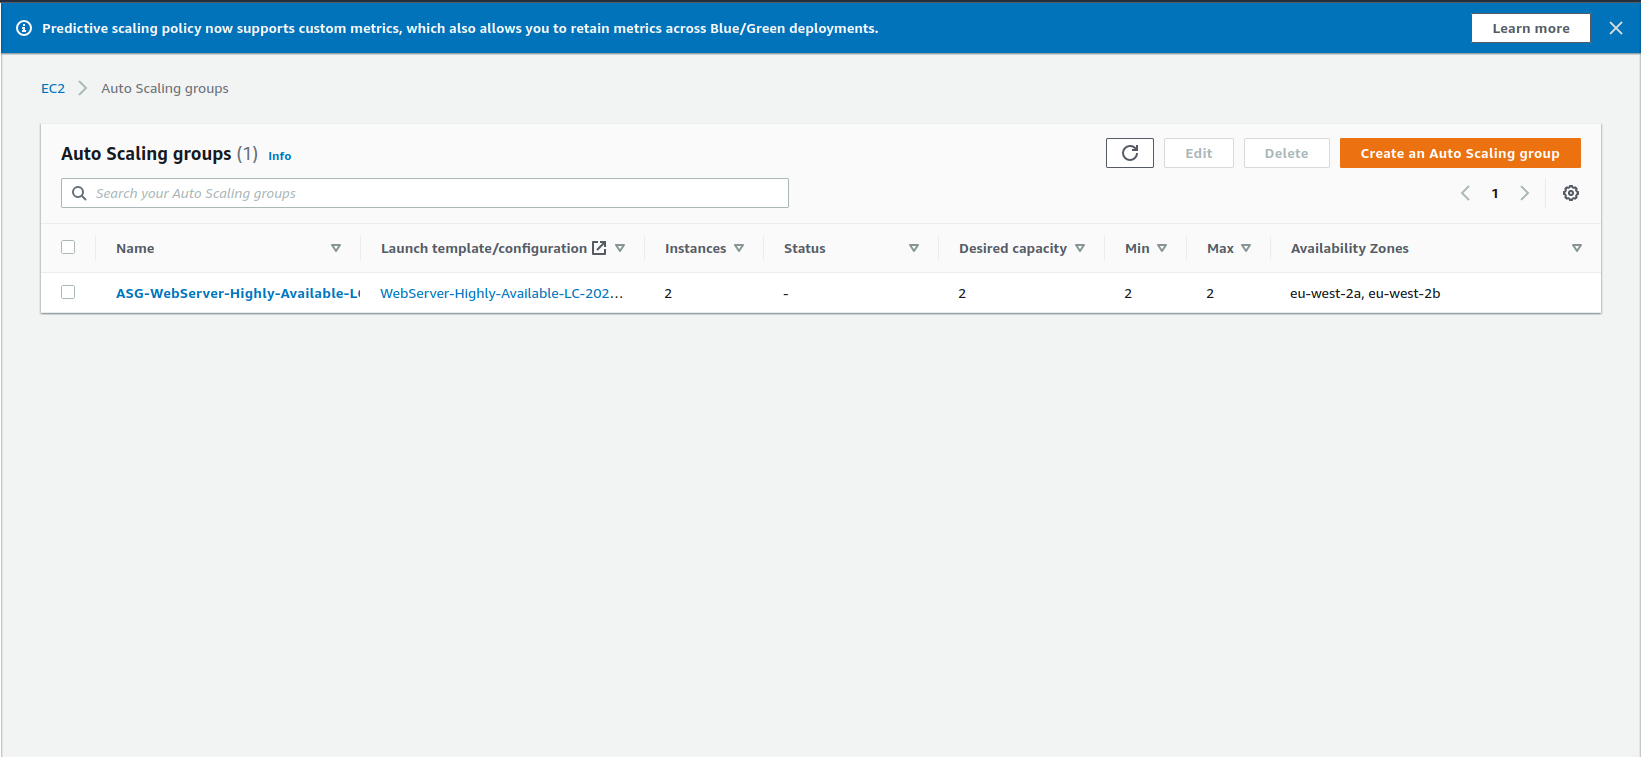 Predictive scaling policy now supports custom metrics, which also allows you to retain metrics across Blue/Green deployments. Learn more
EC2 Auto Scaling groups
Auto Scaling groups (1) Info Edit Delete Create an Auto Scaling group
Search your Auto Scaling groups 1
Name Launch template/configuration Instances Status Desired capacity Min Max Availability Zones
ASG-WebServer-Highly-Available-L WebServer-Highly-Available-LC-202... 2 - 2 2 2 eu-west-2a, eu-west-2b